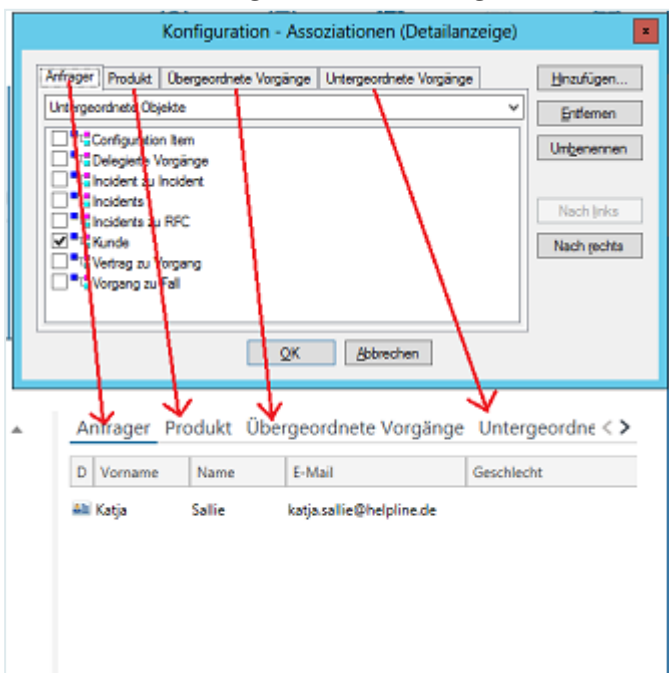 Konfiguration - Assoziationen (Detailanzeige)
x
Anfrager Produkt Übergeordnete Vorgänge Untergeordnete Vorgänge
Hinzufügen...
Untergeordnete Objekte
Entfernen
Configuration Item
Umbenennen
Delegierte Vorgänge
Incident zu Incident
Incidents
Nach links
Incidents zu RFC
Kunde
Nach rechts
Vertrag zu Vorgang
Vorgang zu Fall
OK Abbrechen
Anfrager Produkt Übergeordnete Vorgänge Untergeordne < >
D Vorname Name E-Mail Geschlecht
Katja Sallie katja.sallie@helpline.de